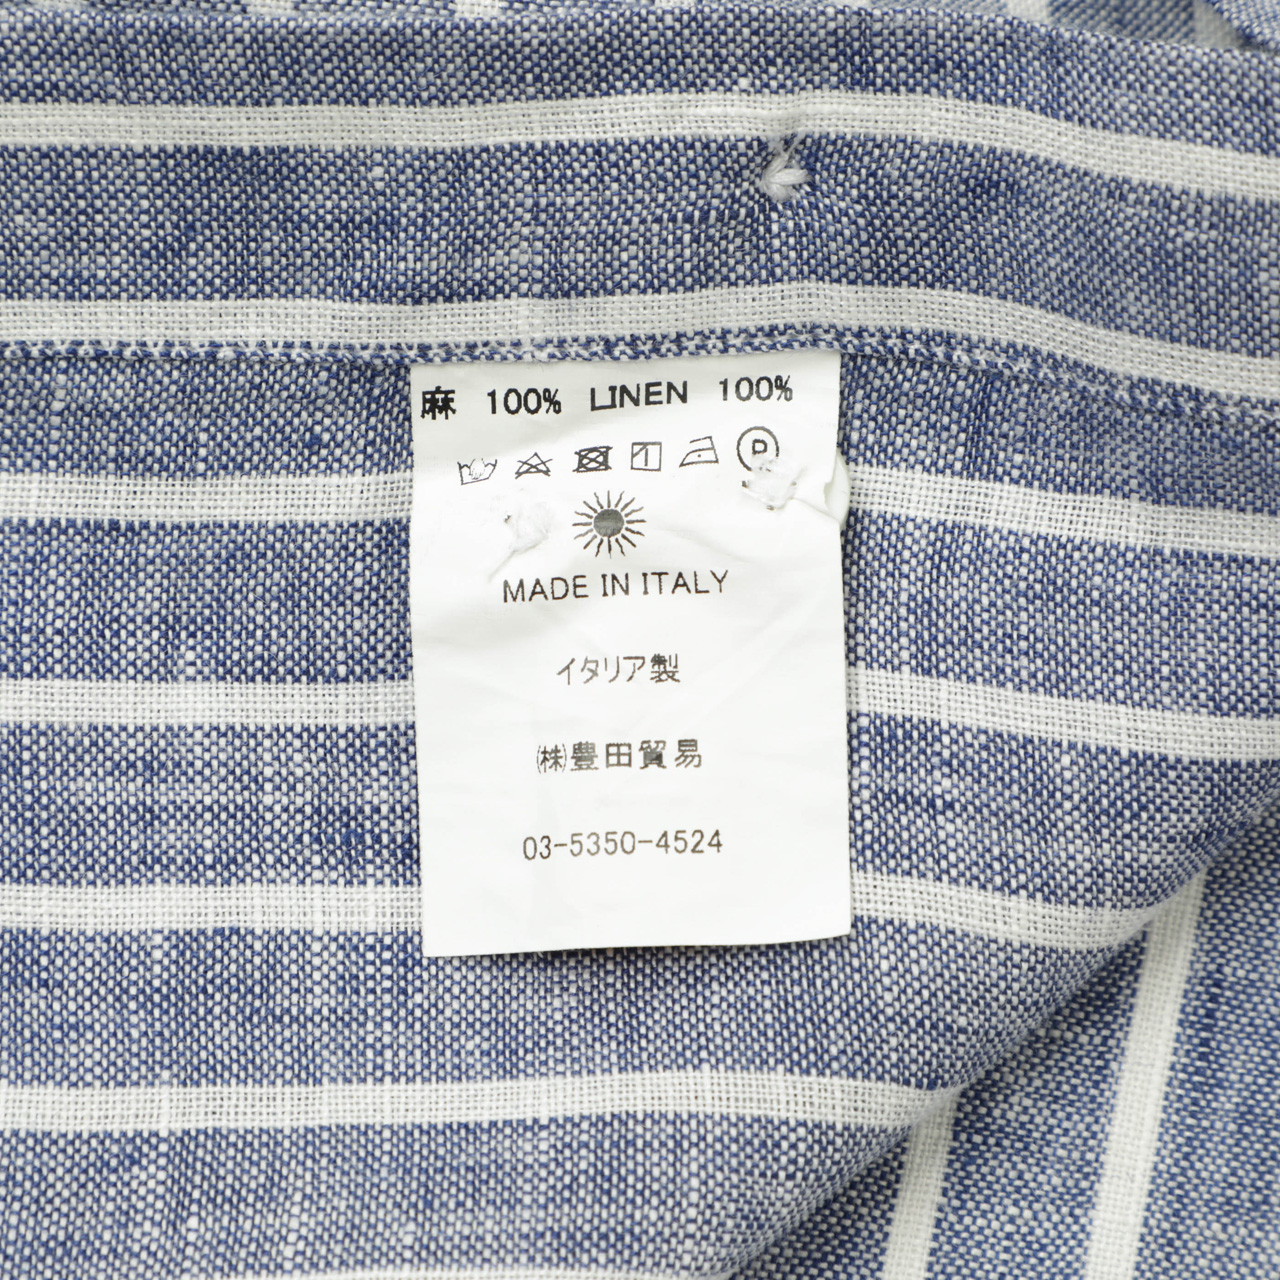 麻 100% LINEN 100%
P
MADE IN ITALY
イタリア製
㈱豊田貿易
03-5350-4524